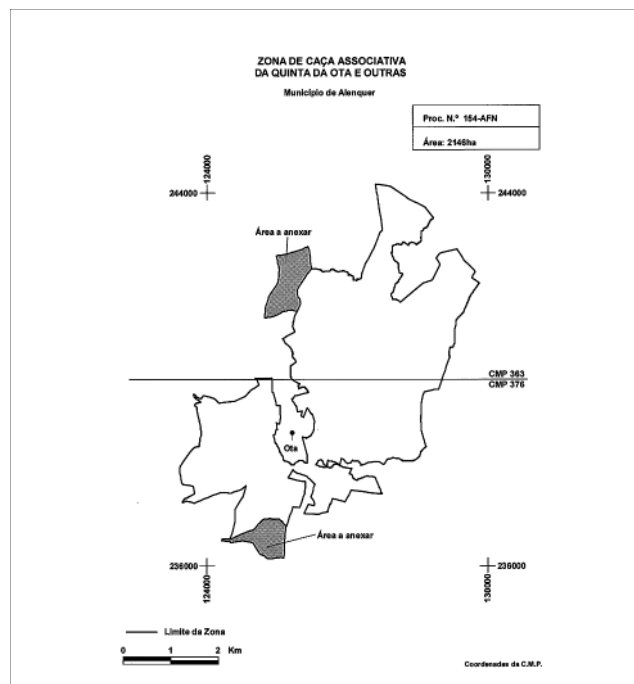 ZONA DE CAÇA ASSOCIATIVA
DA QUINTA DA OTA E OUTRAS
Município de Alenquer
Proc. N.º 154-AFN
Área: 2146ha
124000
130000
244000
244000
Área a anexar
CMP 363
CMP 376
Ota
Área a anexar
236000
236000
124000
130000
Limite da Zona
0 1 2 Km
Coordenadas da C.M.P.